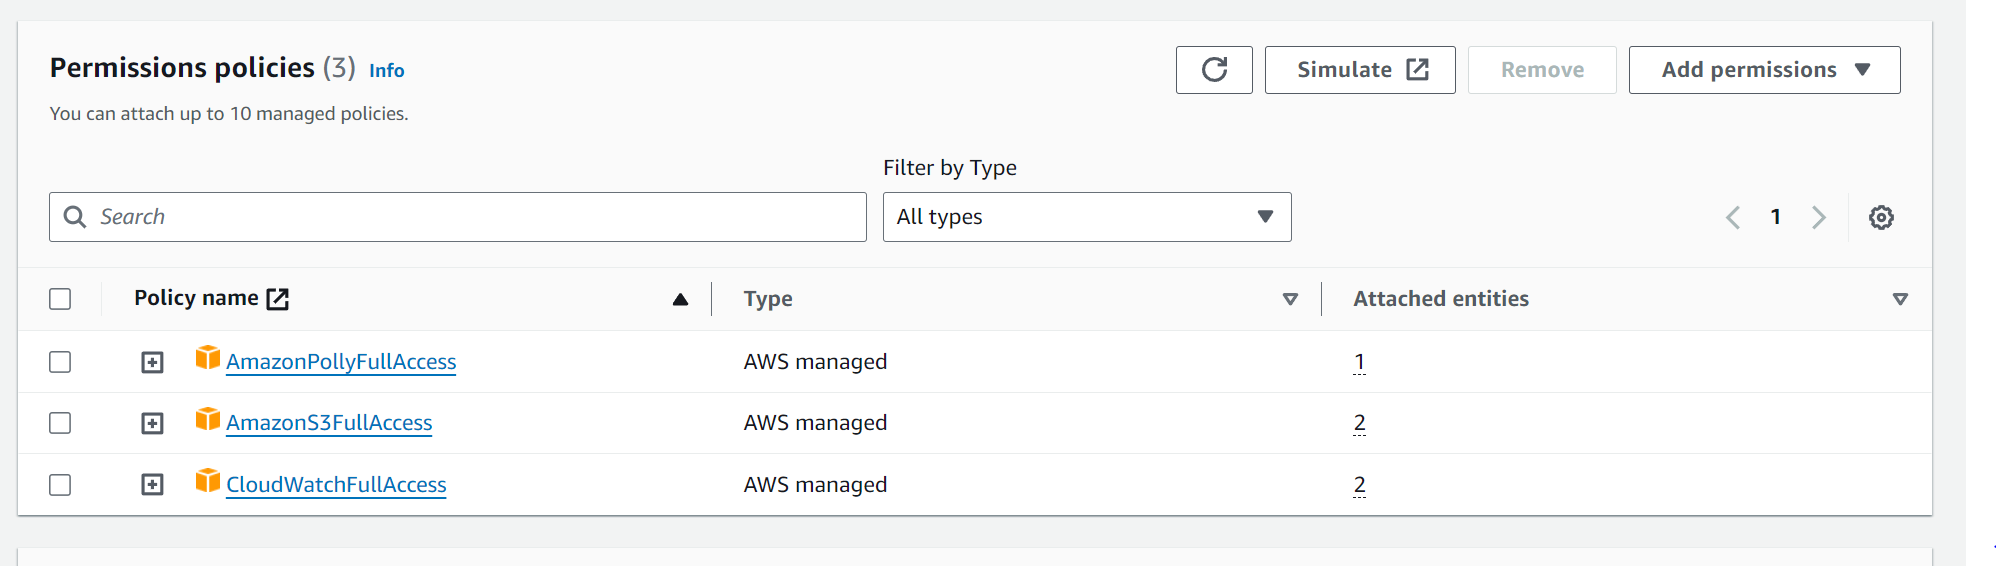 Permissions policies (3) Info
Simulate
Remove
Add permissions
You can attach up to 10 managed policies.
Filter by Type
Search
All types
1
Policy name
Type
Attached entities
AmazonPollyFullAccess
AWS managed
1
AmazonS3FullAccess
AWS managed
2
CloudWatchFullAccess
AWS managed
2